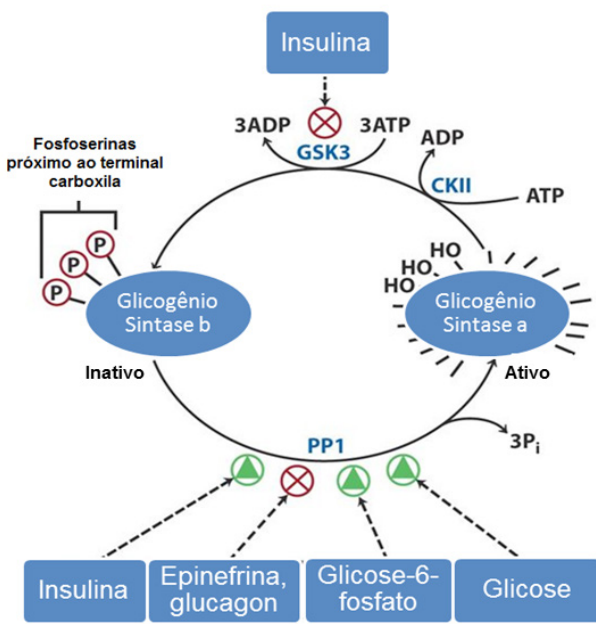 Insulina
3ADP
3ATP
GSK3
ADP
CKII
ATP
Fosfoserinas
próximo ao terminal
carboxila
P
P
P
HO
HO
HO
Glicogênio
Sintase b
Glicogênio
Sintase a
Inativo
Ativo
PP1
3Pi
Insulina
Epinefrina,
glucagon
Glicose-6-
fosfato
Glicose